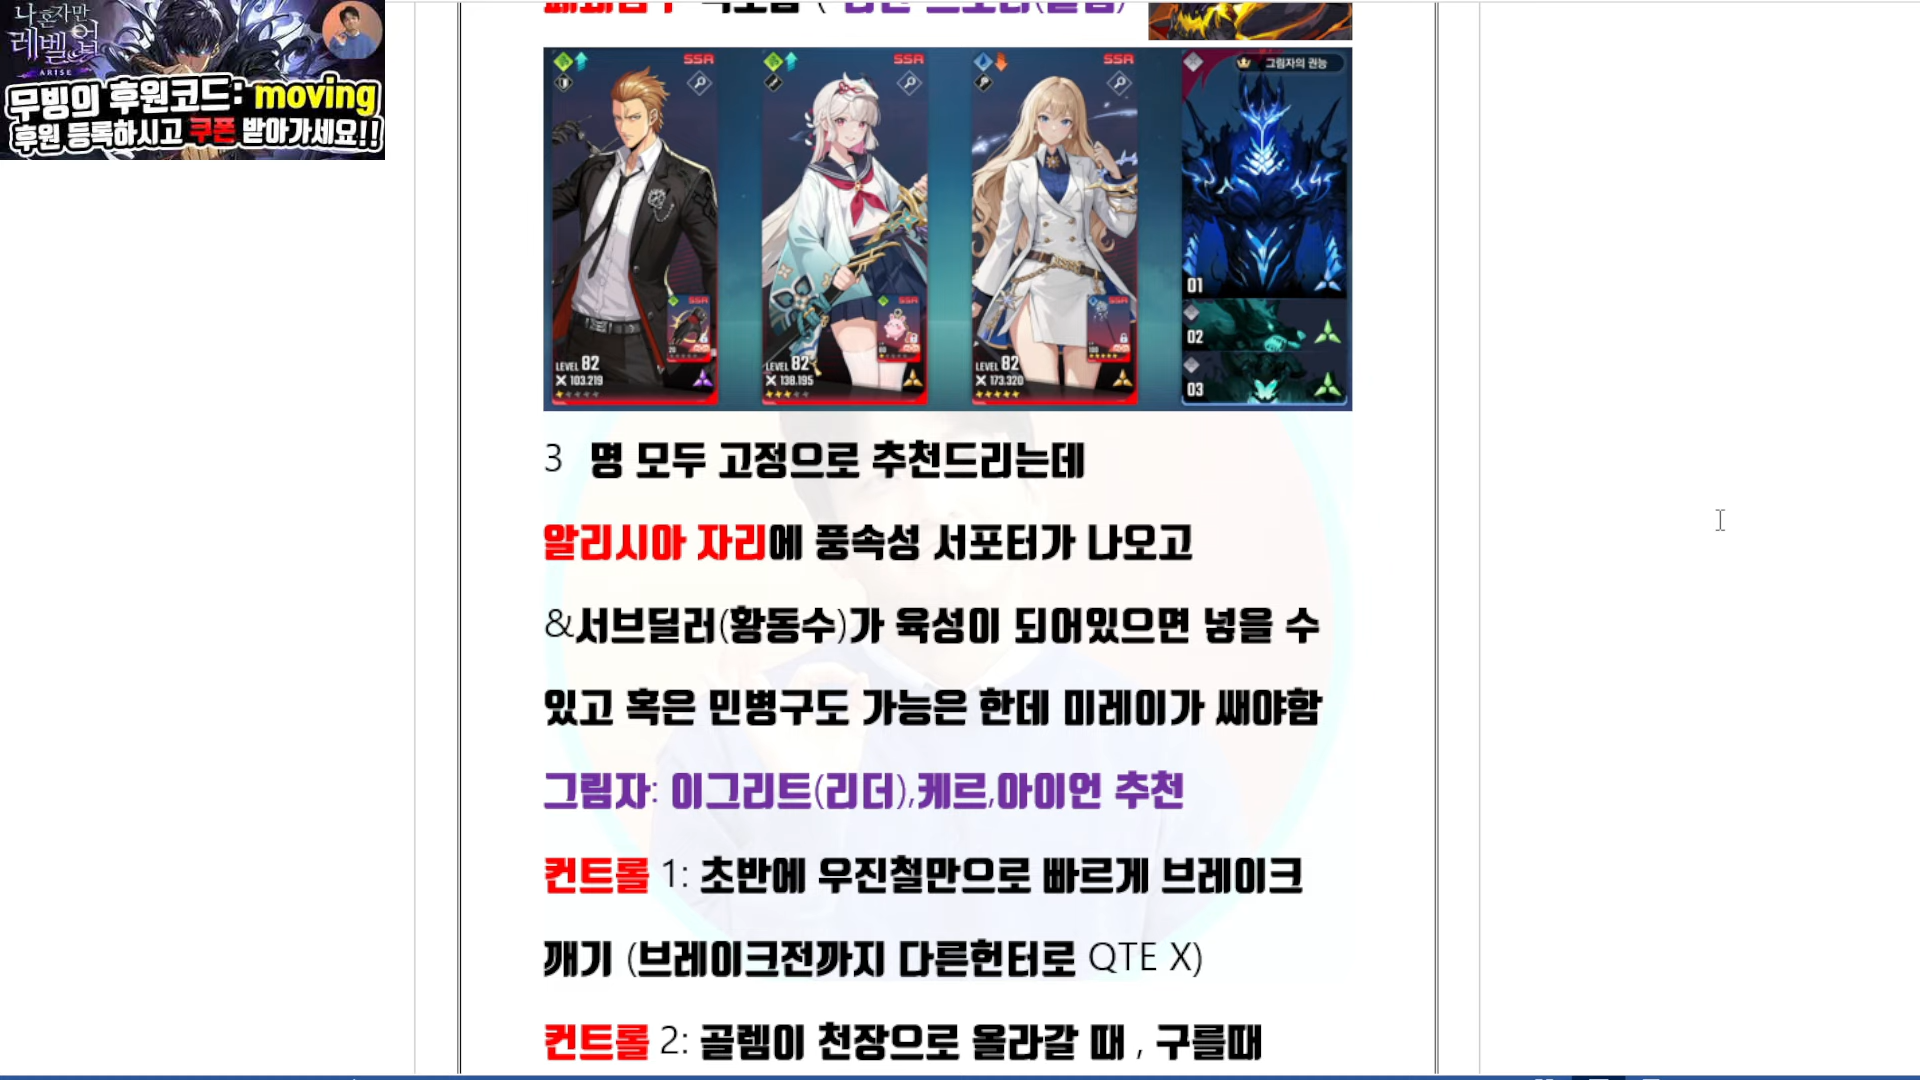 나 혼자만
레벨업
ARISE
무빙의 후원코드: moving
후원 등록하시고 쿠폰 받아가세요!!
SSR
SSR
SSR
그림자의 권능
SSR
SSR
SSR
20
80
100
LEVEL 82
103.219
LEVEL 82
138.195
LEVEL 82
173.320
01
02
03
3 명 모두 고정으로 추천드리는데
알리시아 자리에 풍속성 서포터가 나오고
&서브딜러(황동수)가 육성이 되어있으면 넣을 수
있고 혹은 민병구도 가능은 한데 미레이가 쌔야함
그림자: 이그리트(리더),케르,아이언 추천
컨트롤 1: 초반에 우진철만으로 빠르게 브레이크
깨기 (브레이크전까지 다른헌터로 QTE X)
컨트롤 2: 골렘이 천장으로 올라갈 때 , 구를때